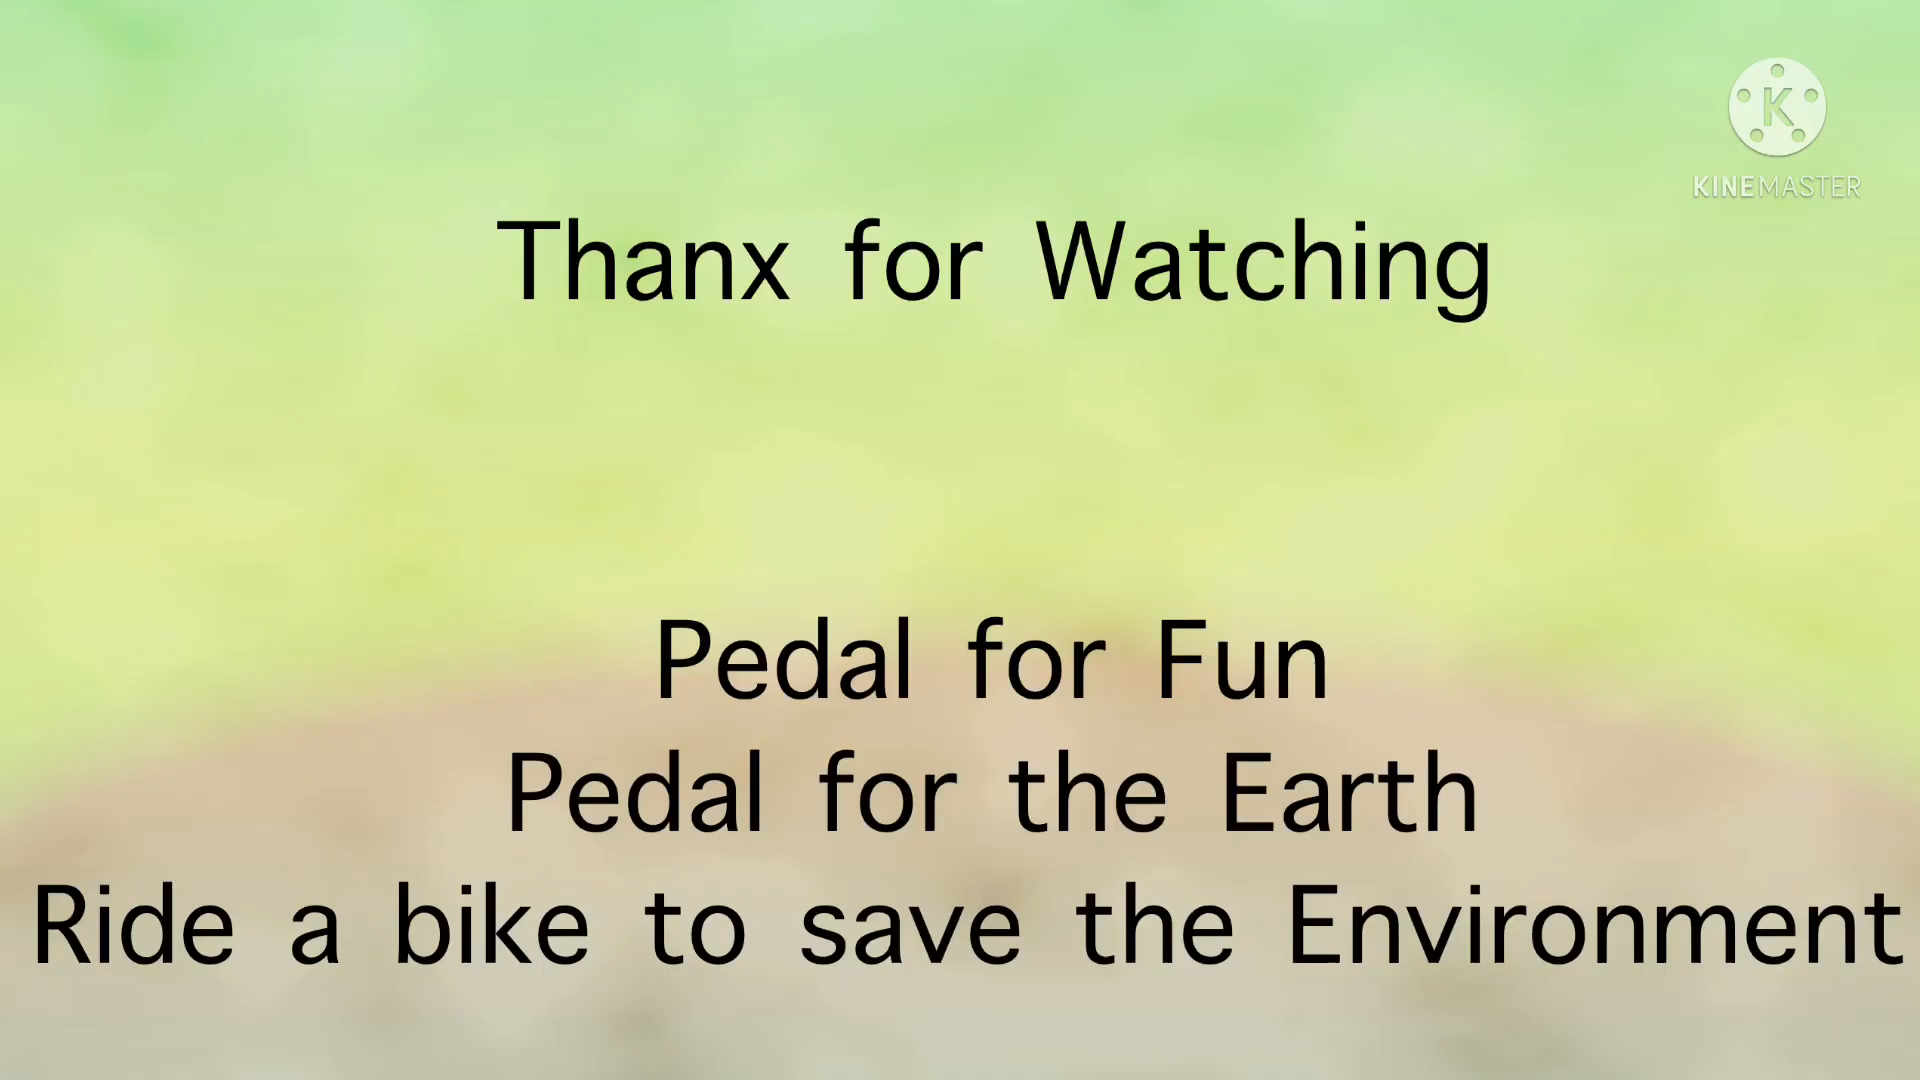 K
KINEMASTER
Thanx for Watching
Pedal for Fun
Pedal for the Earth
Ride a bike to save the Environment